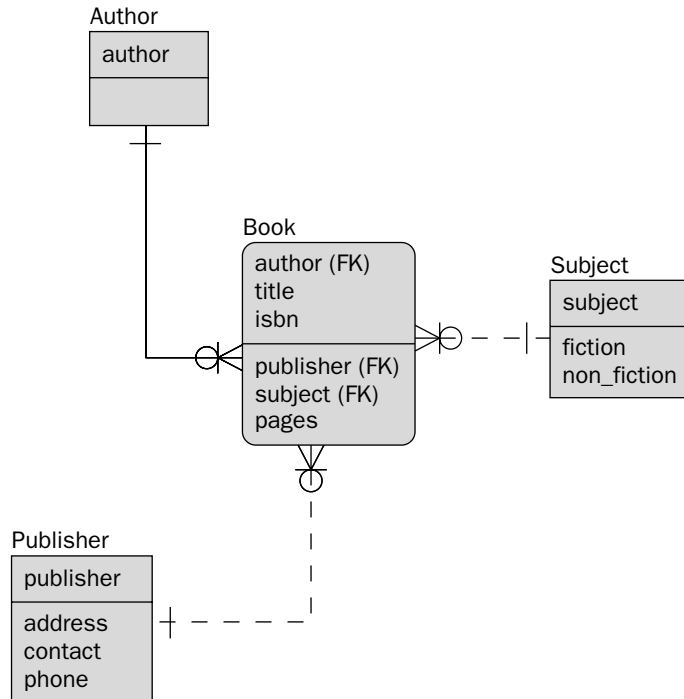 Author
author
Book
author (FK)
title
isbn
publisher (FK)
subject (FK)
pages
Subject
subject
fiction
non_fiction
Publisher
publisher
address
contact
phone